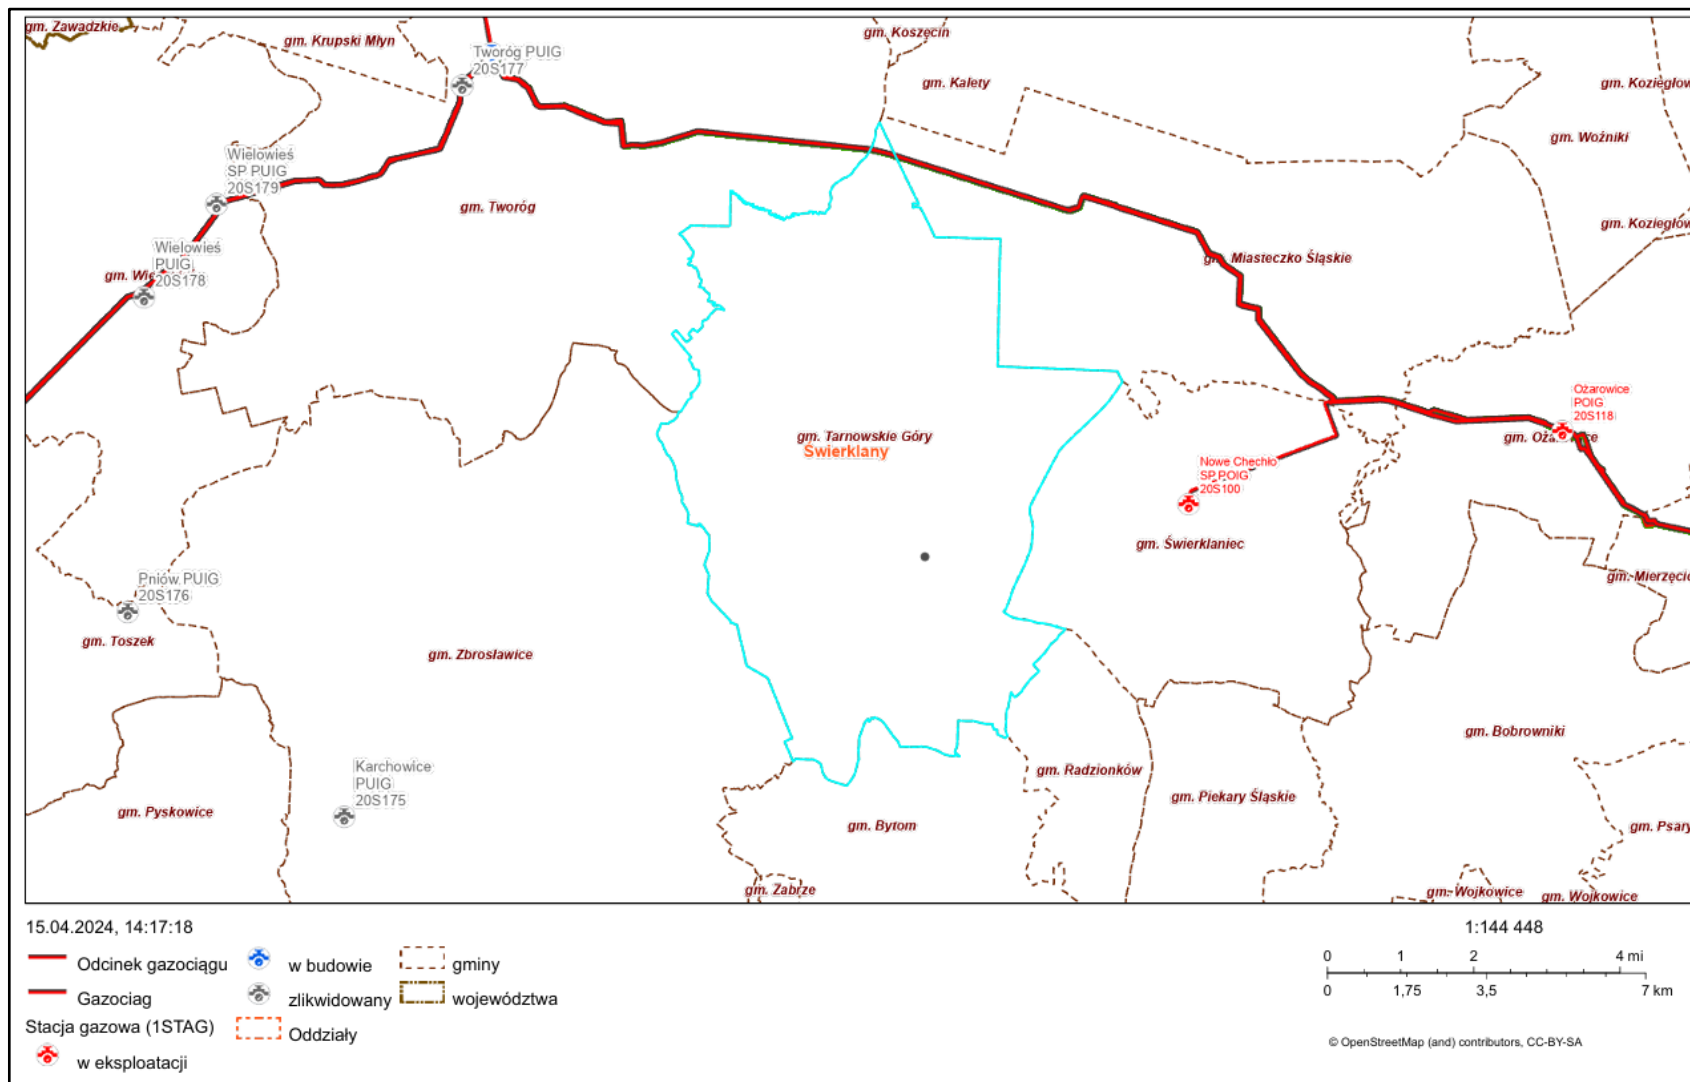 gm. Zawadzkie
gm. Krupski Młyn
gm. Koszęcin
Tworóg PUIG
20S177
gm. Kalety
gm. Koziegłow
gm. Woźniki
Wielowieś
SP PUIG
20S179
gm. Tworóg
gm. Koziegłow
Wielowieś
PUIG
20S178
gm. Miasteczko Śląskie
Ożarowice
POIG
20S118
gm. Tarnowskie Góry
Świerklany
Nowe Chechło
SP POIG
20S100
gm. Świerklaniec
Pniów PUIG
20S176
gm. Mierzęcic
gm. Toszek
gm. Zbrosławice
gm. Bobrowniki
Karchowice
PUIG
20S175
gm. Radzionków
gm. Piekary Śląskie
gm. Pyskowice
gm. Bytom
gm. Psary
gm. Zabrze
gm. Wojkowice
gm. Wojkowice
15.04.2024, 14:17:18
1:144 448
Odcinek gazociągu
w budowie
gminy
0 1 2 4 mi
Gazociag
zlikwidowany
województwa
0 1,75 3,5 7 km
Stacja gazowa (1STAG)
Oddziały
w eksploatacji
© OpenStreetMap (and) contributors, CC-BY-SA